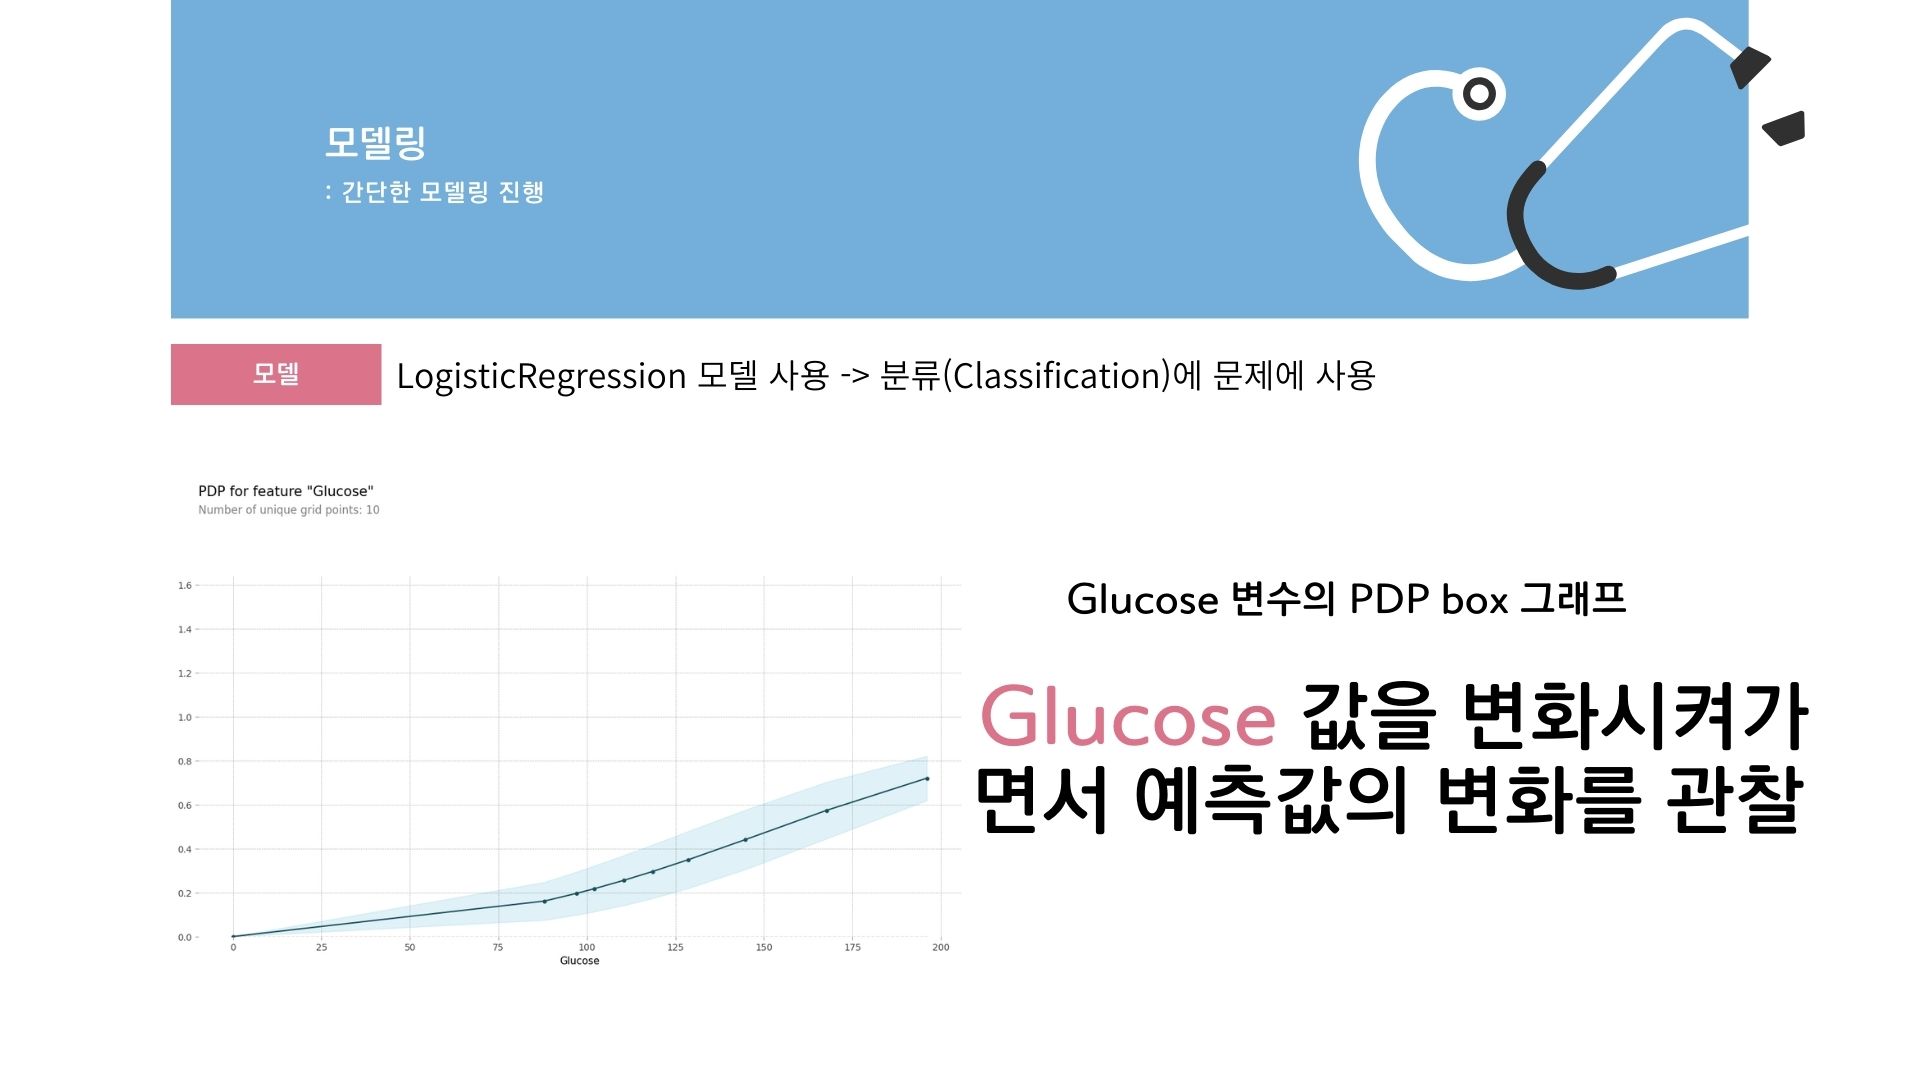 모델링
: 간단한 모델링 진행
모델
LogisticRegression 모델 사용 -> 분류(Classification)에 문제에 사용
PDP for feature "Glucose"
Number of unique grid points: 10
1.6
1.4
1.2
1.0
0.8
0.6
0.4
0.2
0.0
0 25 50 75 100 125 150 175 200
Glucose
Glucose 변수의 PDP box 그래프
Glucose 값을 변화시켜가
면서 예측값의 변화를 관찰